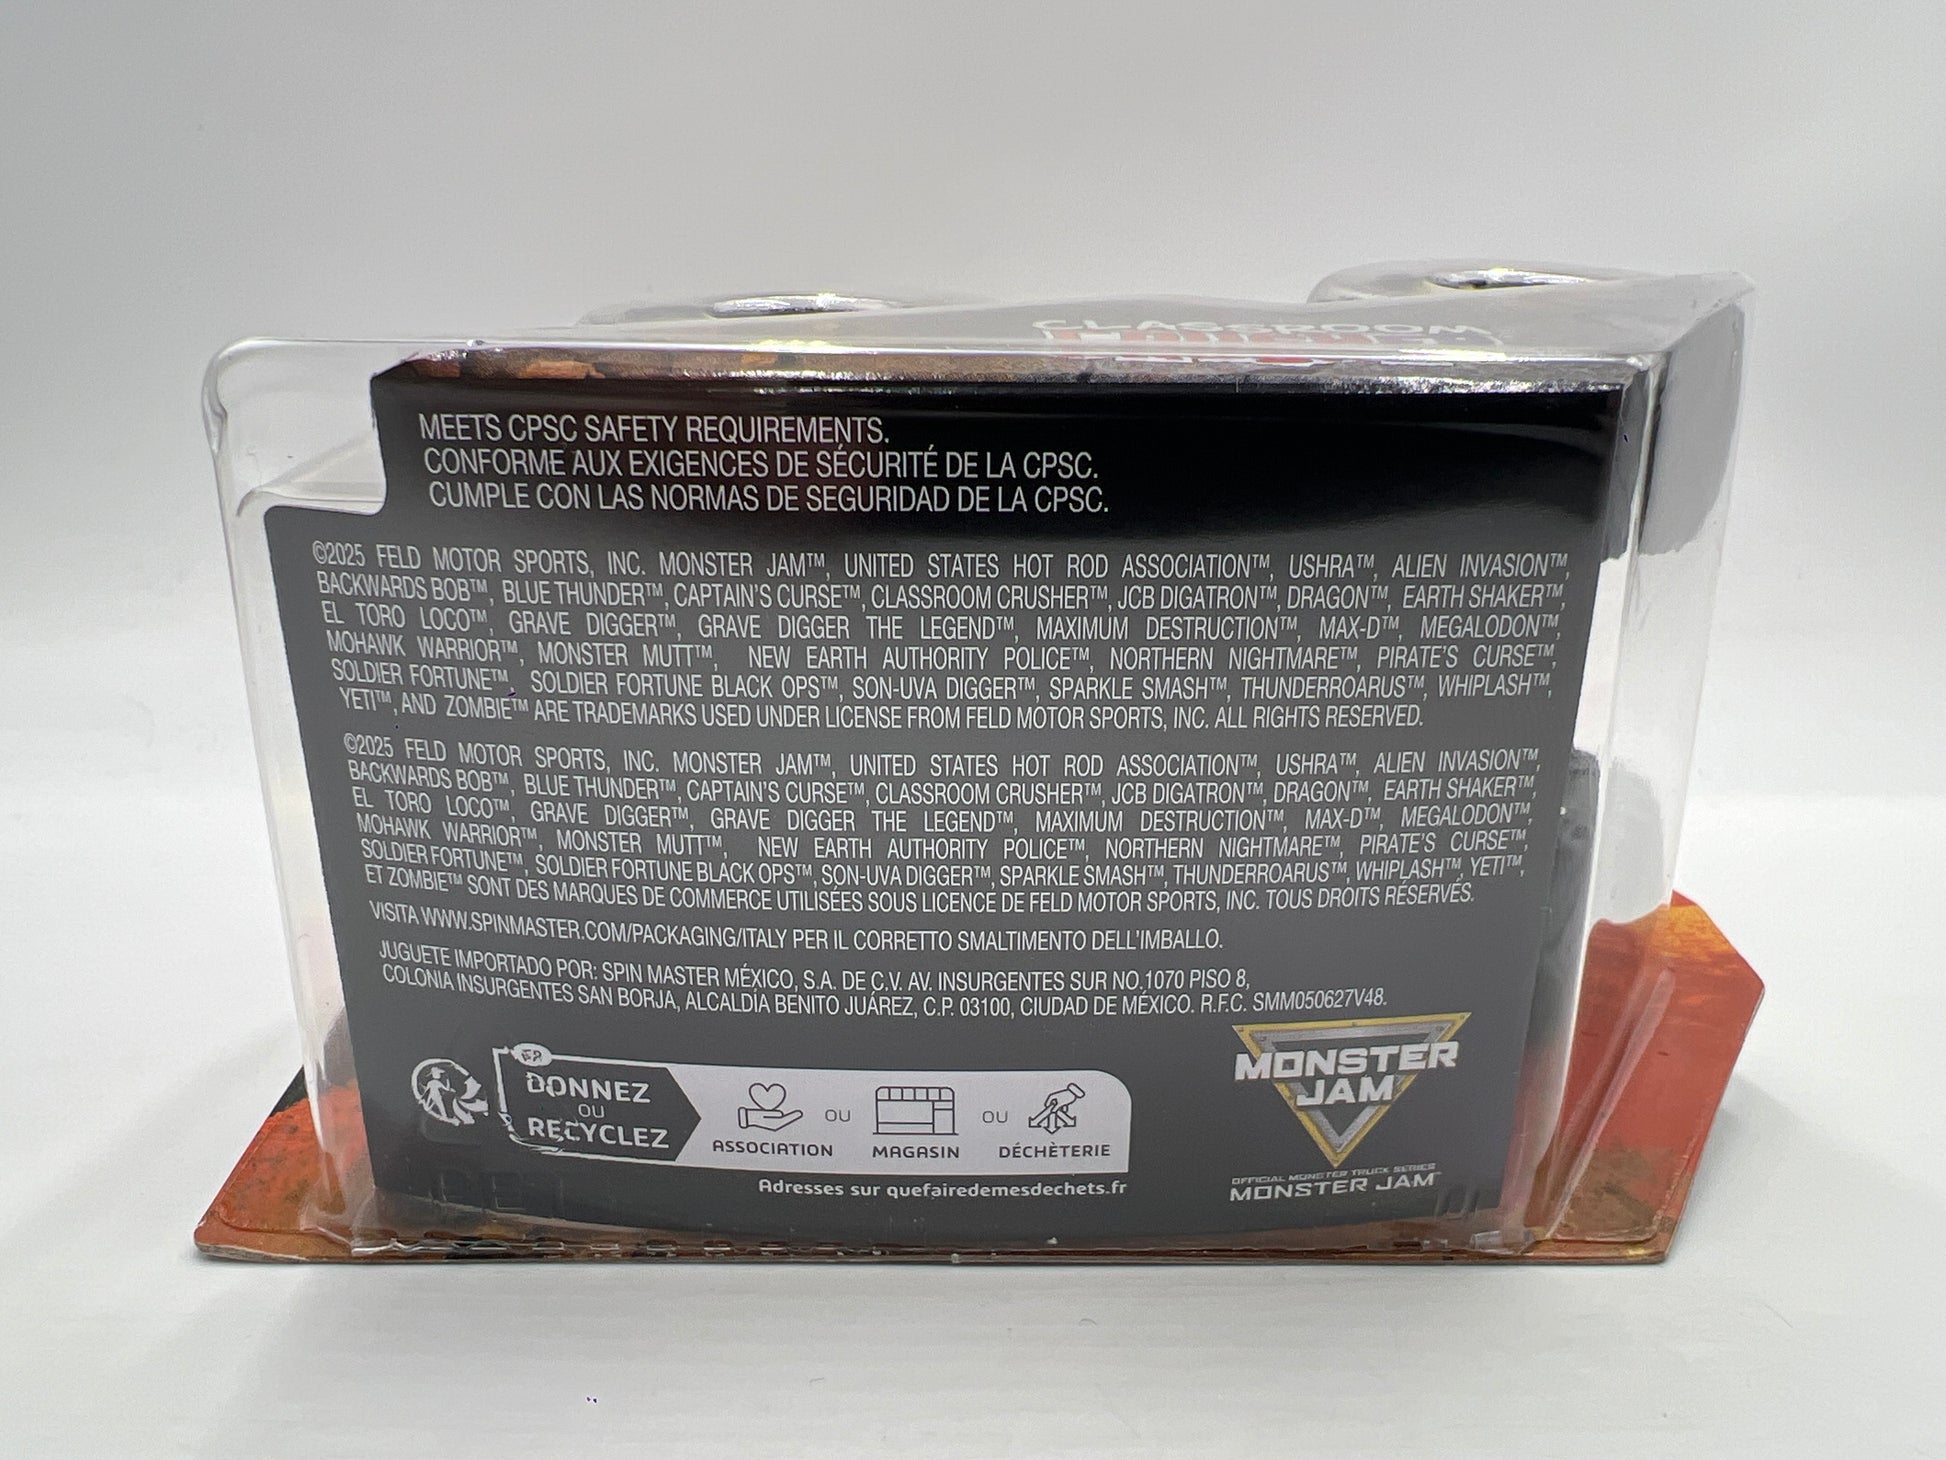 CLASSROOM
MEETS CPSC SAFETY REQUIREMENTS.
CONFORME AUX EXIGENCES DE SÉCURITÉ DE LA CPSC.
CUMPLE CON LAS NORMAS DE SEGURIDAD DE LA CPSC.
©2025 FELD MOTOR SPORTS, INC. MONSTER JAM™, UNITED STATES HOT ROD ASSOCIATION™, USHRA™, ALIEN INVASION™,
BACKWARDS BOB™, BLUE THUNDER™, CAPTAIN'S CURSE™, CLASSROOM CRUSHER™, JCB DIGATRON™, DRAGON™, EARTH SHAKER™,
EL TORO LOCO™, GRAVE DIGGER™, GRAVE DIGGER THE LEGEND™, MAXIMUM DESTRUCTION™, MAX-D™, MEGALODON™,
MOHAWK WARRIOR™, MONSTER MUTT™, NEW EARTH AUTHORITY POLICE™, NORTHERN NIGHTMARE™, PIRATE'S CURSE™,
SOLDIER FORTUNE™, SOLDIER FORTUNE BLACK OPS™, SON-UVA DIGGER™, SPARKLE SMASH™, THUNDERROARUS™, WHIPLASH™,
YETI™, AND ZOMBIE™ ARE TRADEMARKS USED UNDER LICENSE FROM FELD MOTOR SPORTS, INC. ALL RIGHTS RESERVED.
©2025 FELD MOTOR SPORTS, INC. MONSTER JAM™, UNITED STATES HOT ROD ASSOCIATION™, USHRA™, ALIEN INVASION™,
BACKWARDS BOB™, BLUE THUNDER™, CAPTAIN'S CURSE™, CLASSROOM CRUSHER™, JCB DIGATRON™, DRAGON™, EARTH SHAKER™,
EL TORO LOCO™, GRAVE DIGGER™, GRAVE DIGGER THE LEGEND™, MAXIMUM DESTRUCTION™, MAX-D™, MEGALODON™,
MOHAWK WARRIOR™, MONSTER MUTT™, NEW EARTH AUTHORITY POLICE™, NORTHERN NIGHTMARE™, PIRATE'S CURSE™,
SOLDIER FORTUNE™, SOLDIER FORTUNE BLACK OPS™, SON-UVA DIGGER™, SPARKLE SMASH™, THUNDERROARUS™, WHIPLASH™, YETI™,
ET ZOMBIE™ SONT DES MARQUES DE COMMERCE UTILISÉES SOUS LICENCE DE FELD MOTOR SPORTS, INC. TOUS DROITS RÉSERVÉS.
VISITA WWW.SPINMASTER.COM/PACKAGING/ITALY PER IL CORRETTO SMALTIMENTO DELL'IMBALLO.
JUGUETE IMPORTADO POR: SPIN MASTER MÉXICO, S.A. DE C.V. AV. INSURGENTES SUR NO.1070 PISO 8,
COLONIA INSURGENTES SAN BORJA, ALCALDÍA BENITO JUÁREZ, C.P. 03100, CIUDAD DE MÉXICO. R.F.C. SMM050627V48.
FR
DONNEZ
OU
RECYCLEZ
ASSOCIATION
OU
MAGASIN
OU
DÉCHÈTERIE
Adresses sur quefairedemesdechets.fr
MONSTER
JAM
OFFICIAL MONSTER TRUCK SERIES
MONSTER JAM™